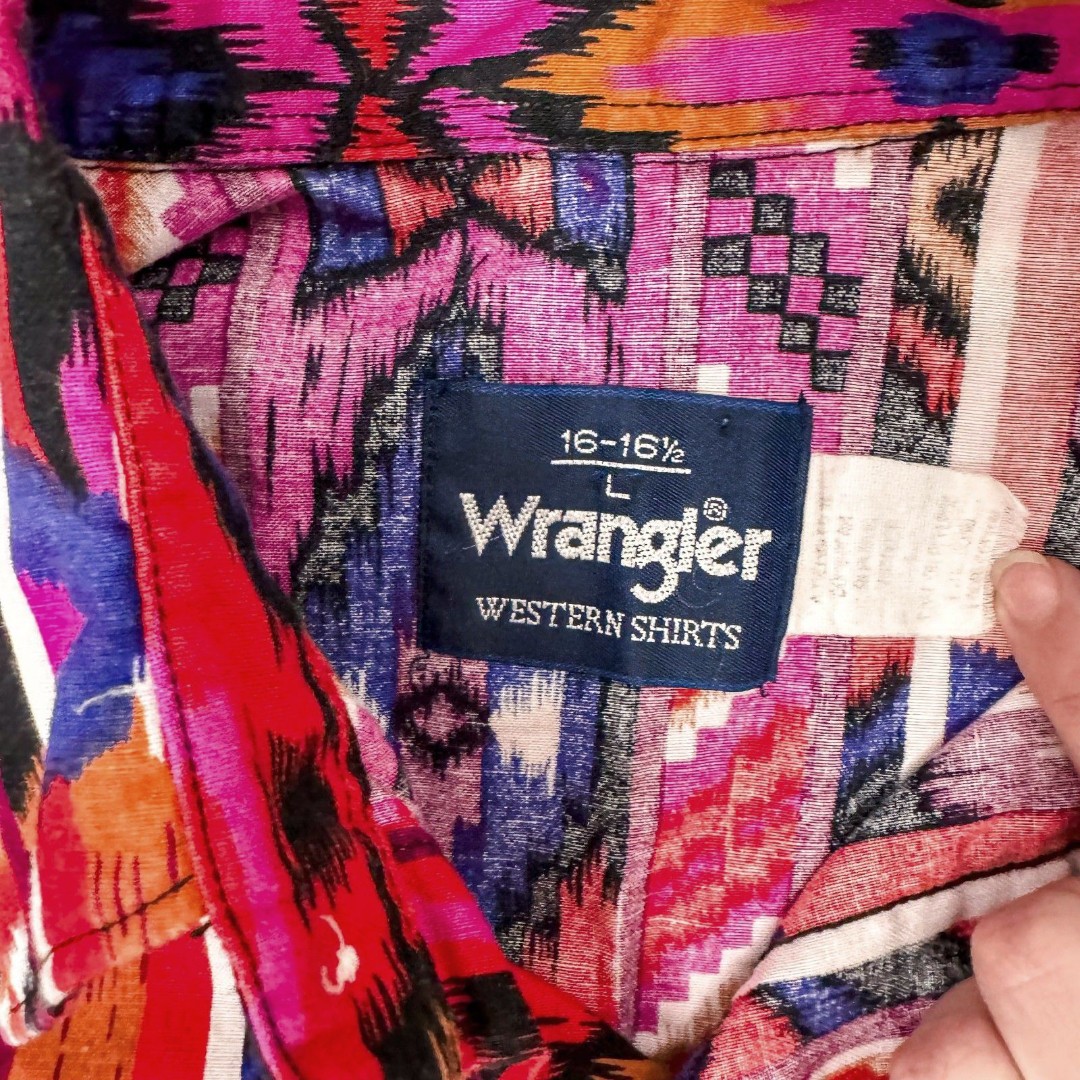 16-16½
L
Wrangler®
WESTERN SHIRTS